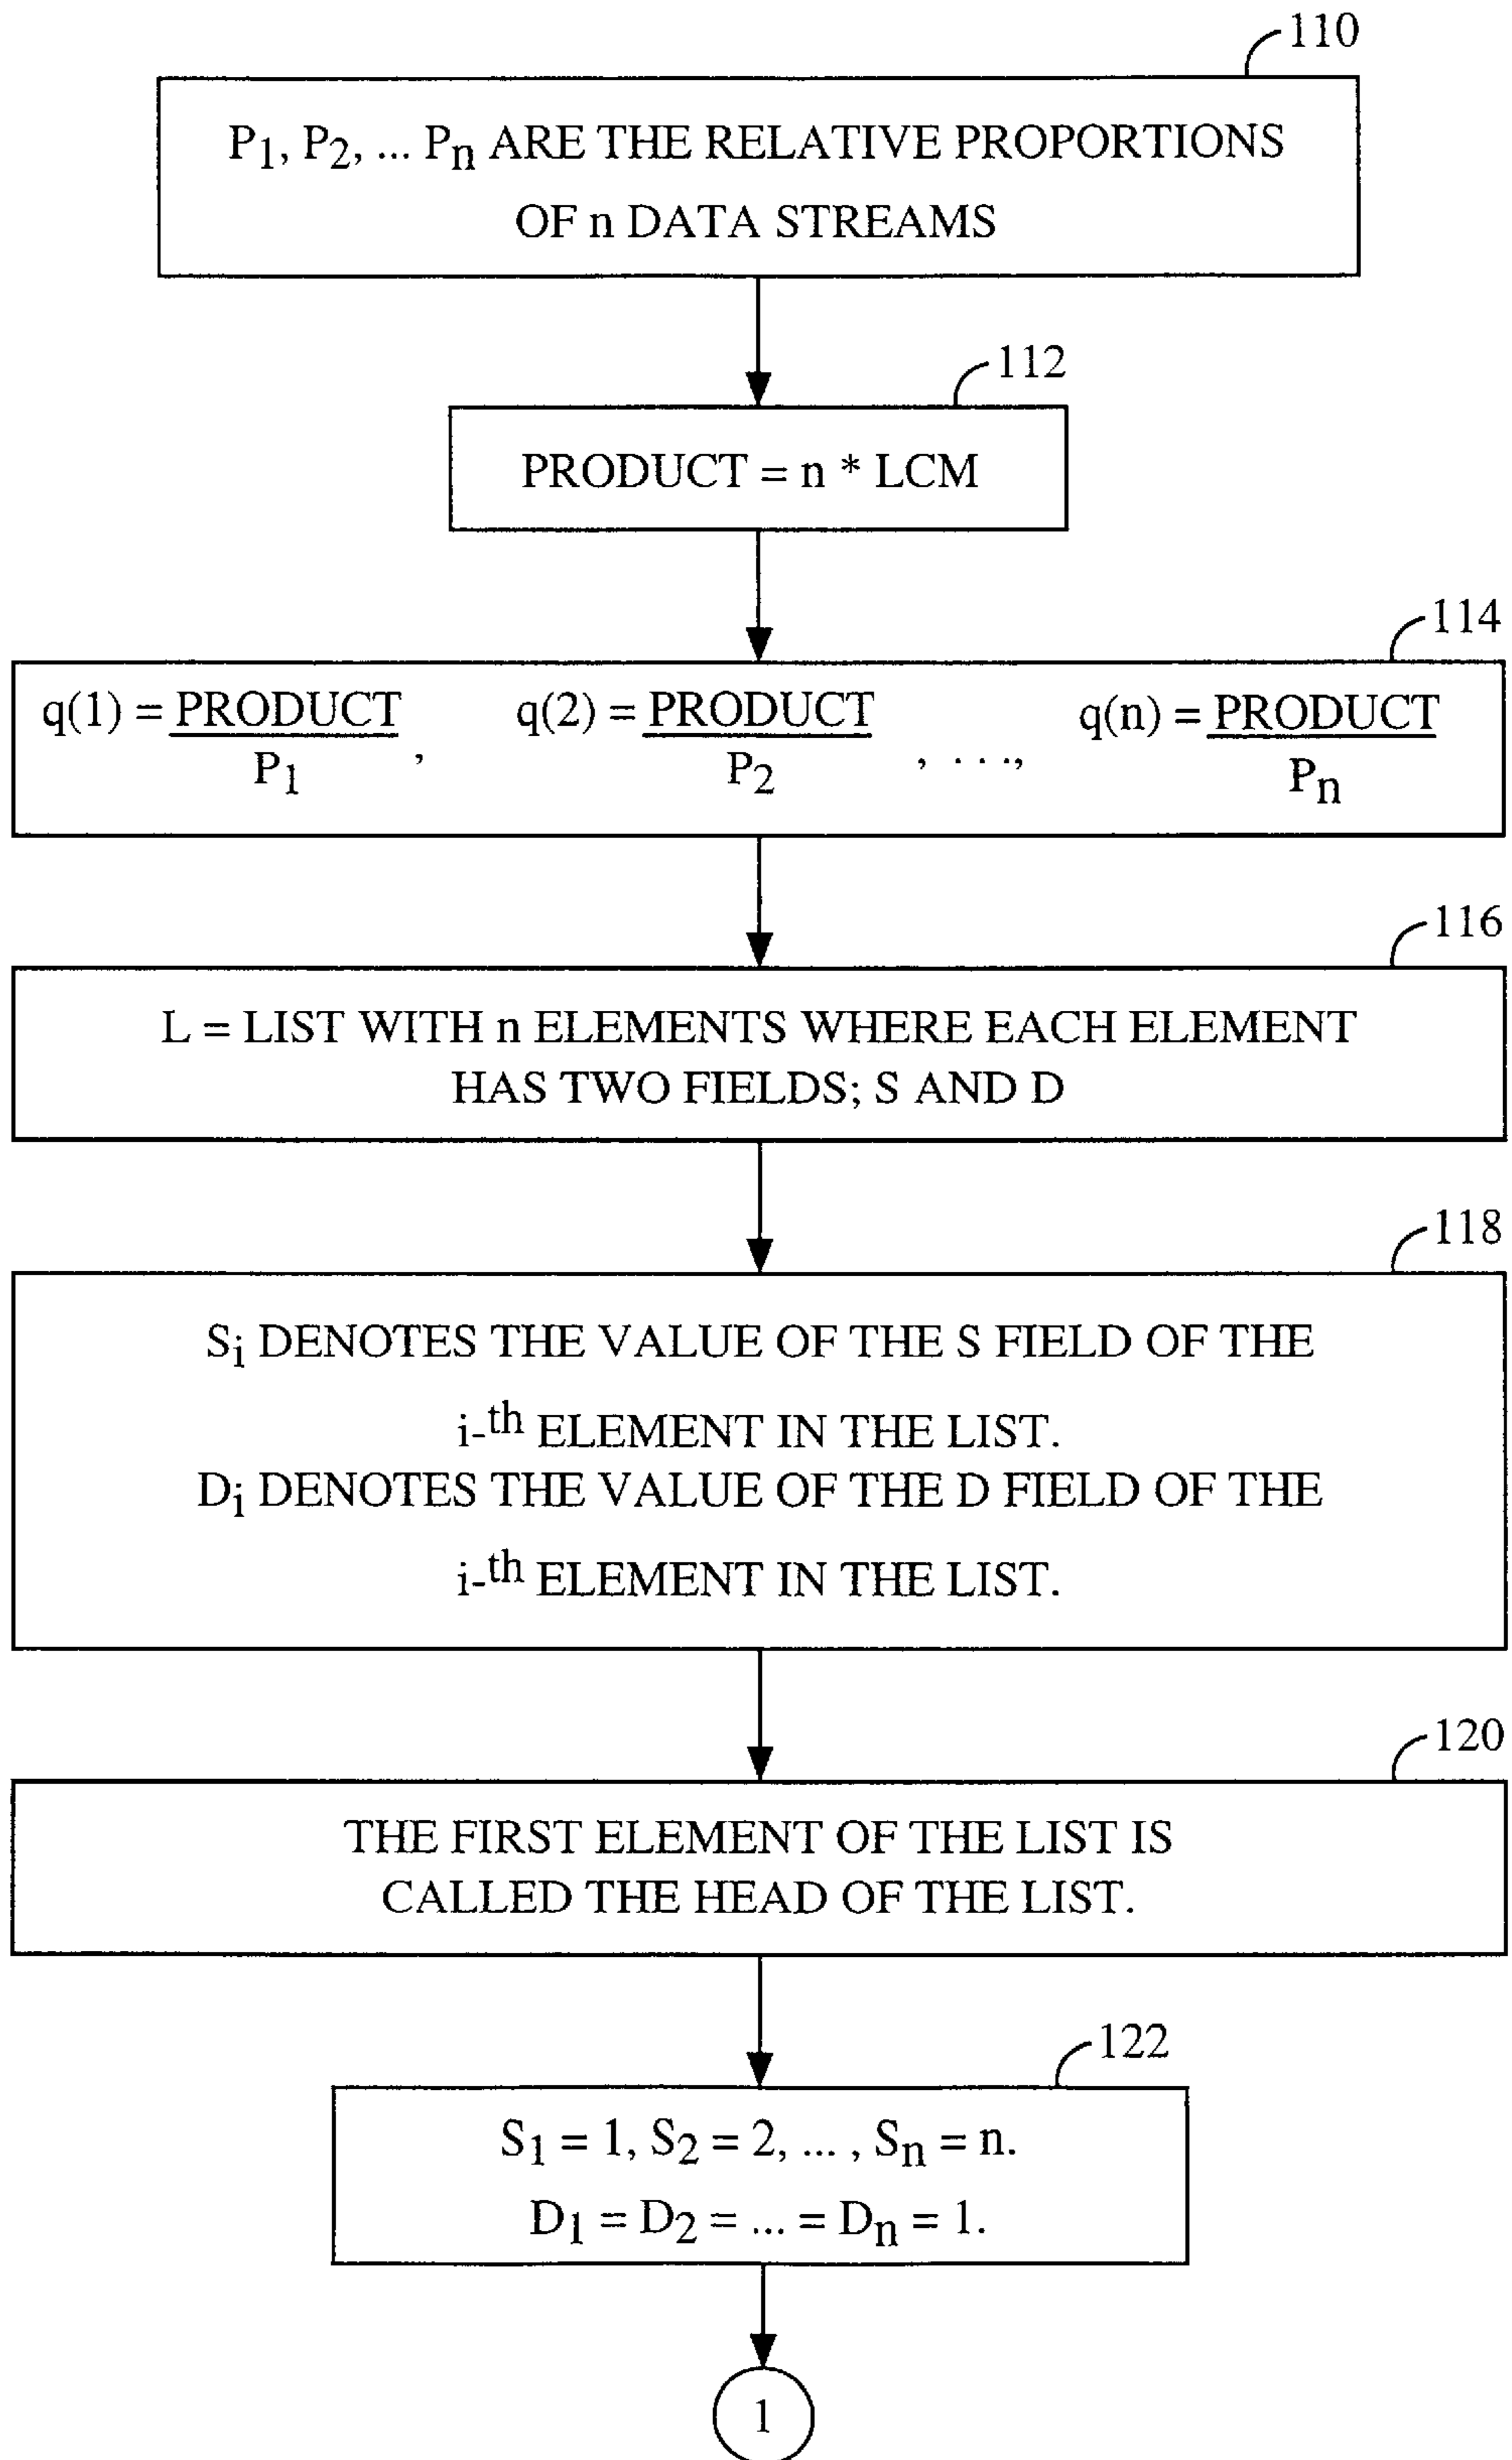 110
P1, P2, ... Pn ARE THE RELATIVE PROPORTIONS
OF n DATA STREAMS
112
PRODUCT = n * LCM
114
q(1) = PRODUCT / P1 , q(2) = PRODUCT / P2 , . . ., q(n) = PRODUCT / Pn
116
L = LIST WITH n ELEMENTS WHERE EACH ELEMENT
HAS TWO FIELDS; S AND D
118
Si DENOTES THE VALUE OF THE S FIELD OF THE
i-th ELEMENT IN THE LIST.
Di DENOTES THE VALUE OF THE D FIELD OF THE
i-th ELEMENT IN THE LIST.
120
THE FIRST ELEMENT OF THE LIST IS
CALLED THE HEAD OF THE LIST.
122
S1 = 1, S2 = 2, ... , Sn = n.
D1 = D2 = ... = Dn = 1.
1